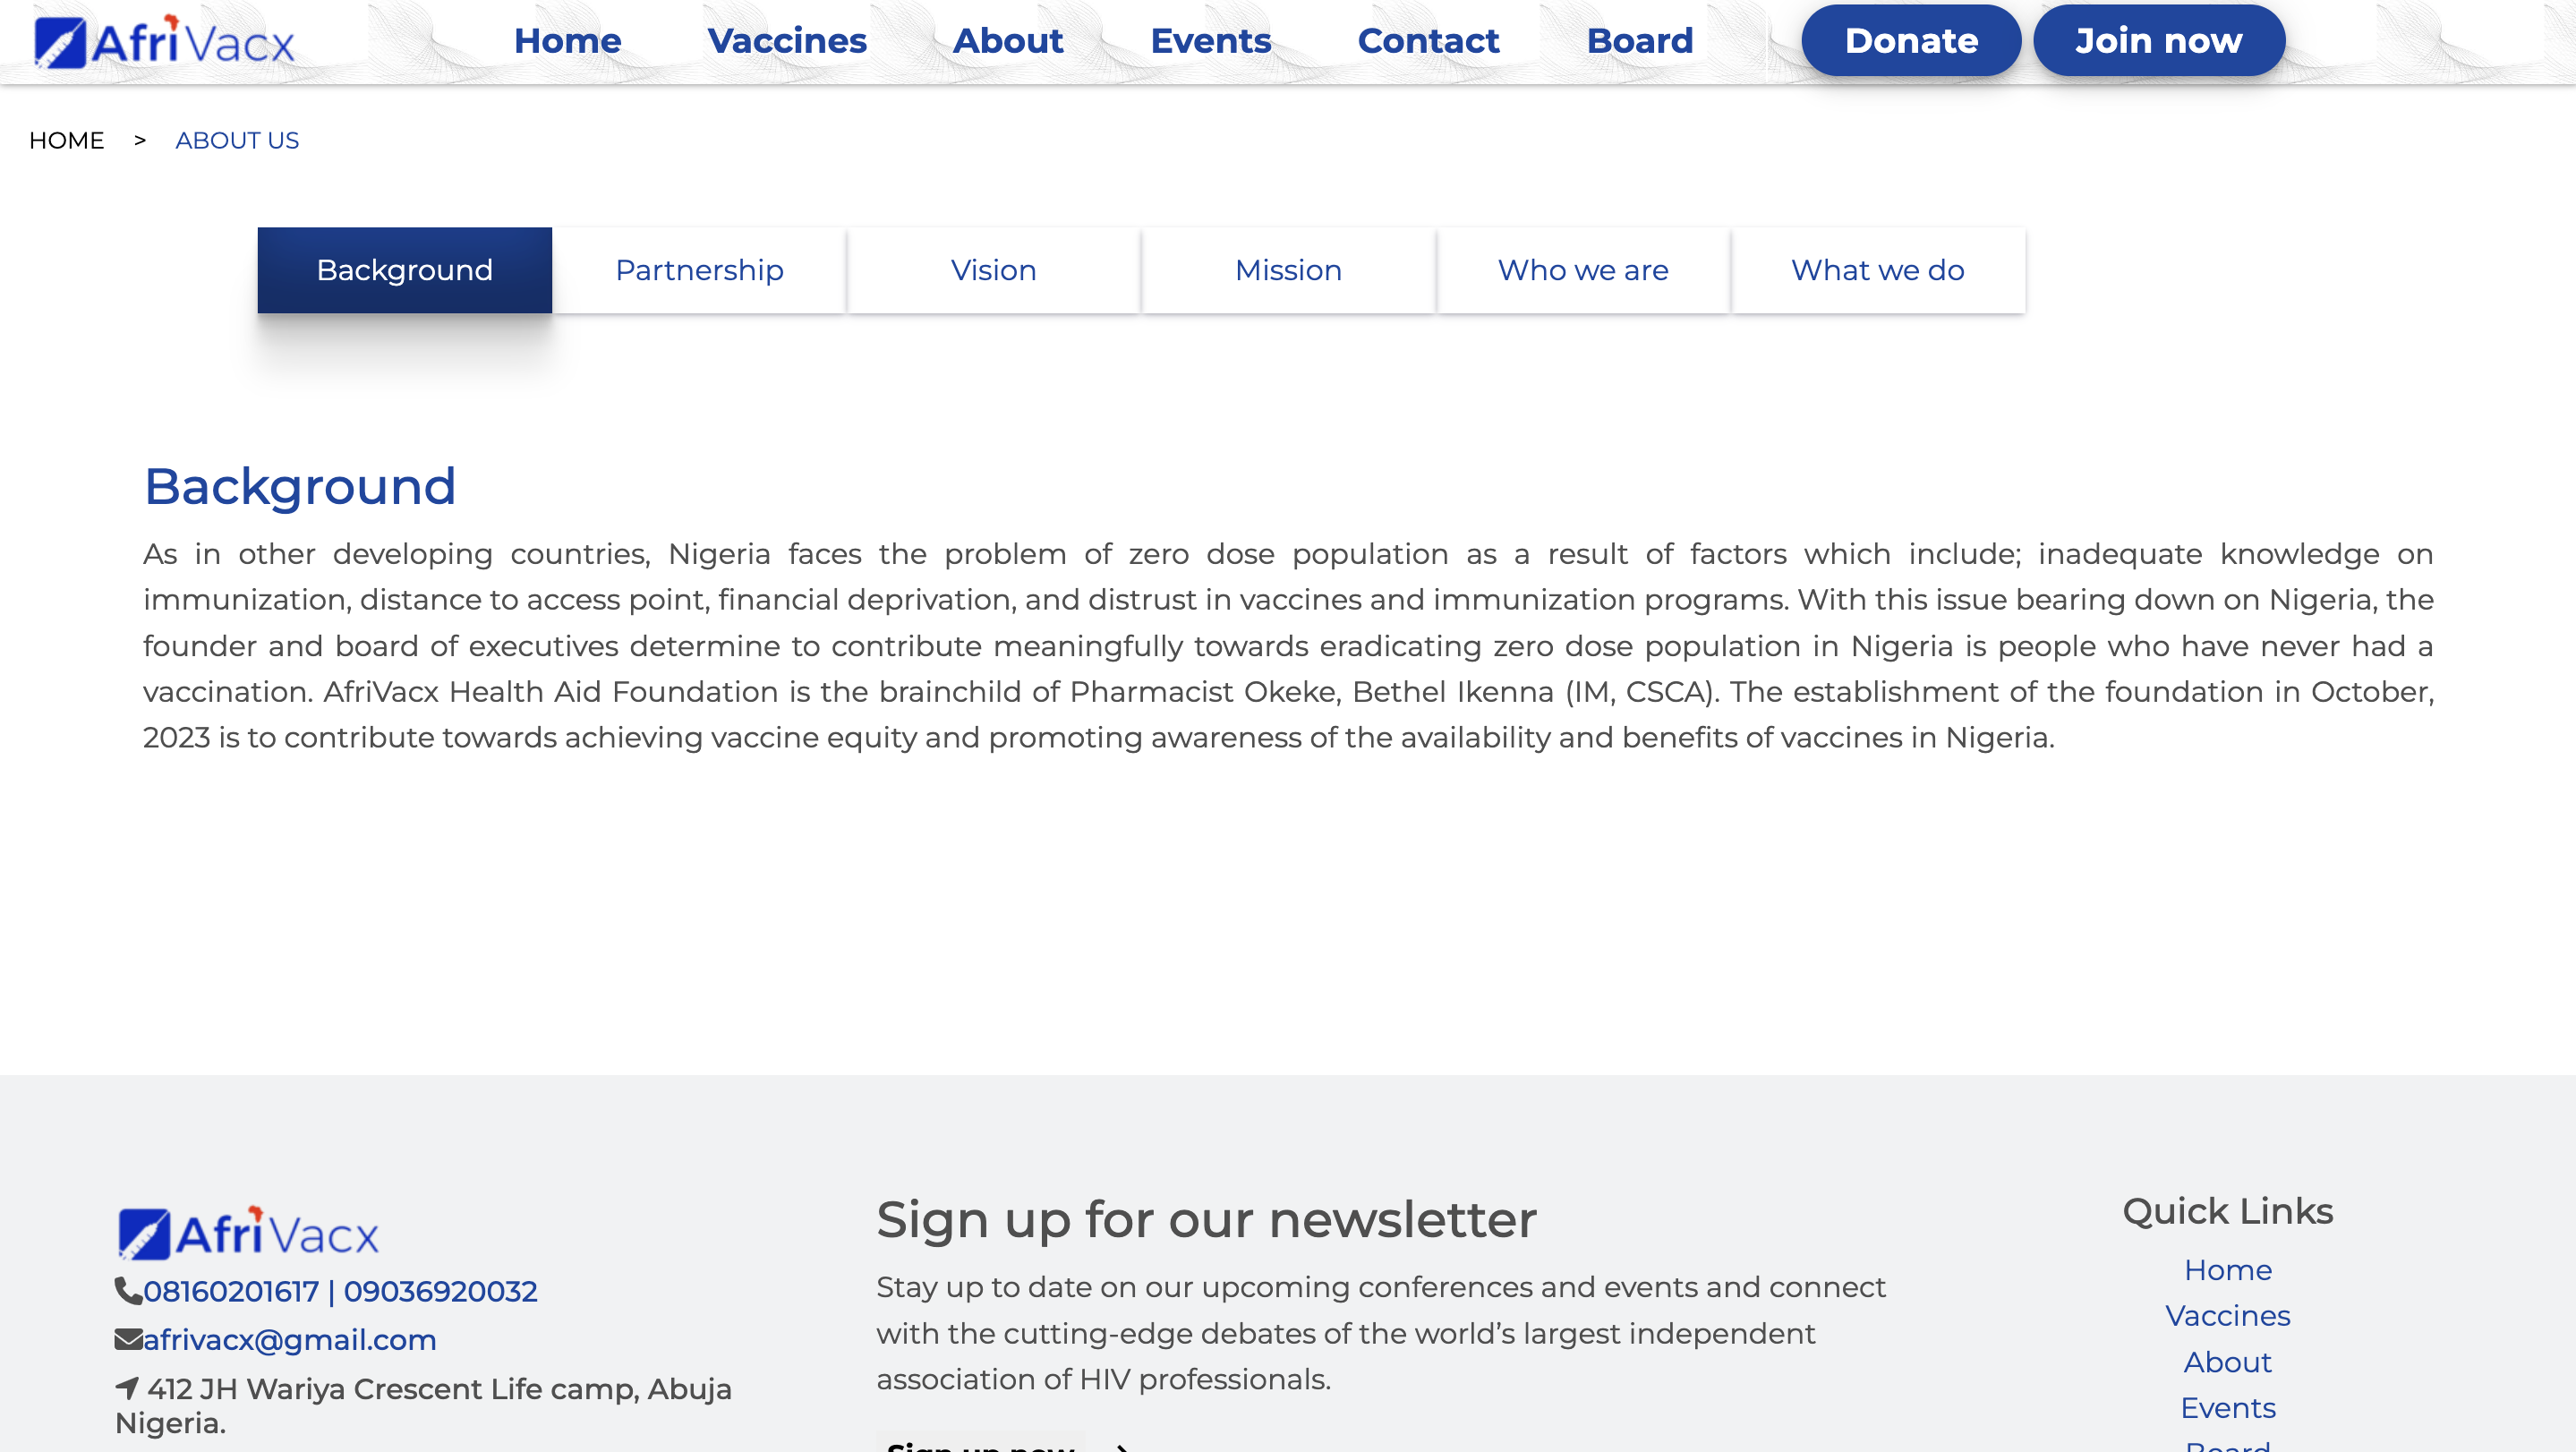 AfriVacx
Home Vaccines About Events Contact Board Donate Join now
HOME > ABOUT US
Background Partnership Vision Mission Who we are What we do
Background
As in other developing countries, Nigeria faces the problem of zero dose population as a result of factors which include; inadequate knowledge on
immunization, distance to access point, financial deprivation, and distrust in vaccines and immunization programs. With this issue bearing down on Nigeria, the
founder and board of executives determine to contribute meaningfully towards eradicating zero dose population in Nigeria is people who have never had a
vaccination. AfriVacx Health Aid Foundation is the brainchild of Pharmacist Okeke, Bethel Ikenna (IM, CSCA). The establishment of the foundation in October,
2023 is to contribute towards achieving vaccine equity and promoting awareness of the availability and benefits of vaccines in Nigeria.
AfriVacx
08160201617 | 09036920032
afrivacx@gmail.com
412 JH Wariya Crescent Life camp, Abuja
Nigeria.
Sign up for our newsletter
Stay up to date on our upcoming conferences and events and connect
with the cutting-edge debates of the world’s largest independent
association of HIV professionals.
Sign up now
Quick Links
Home
Vaccines
About
Events
Board